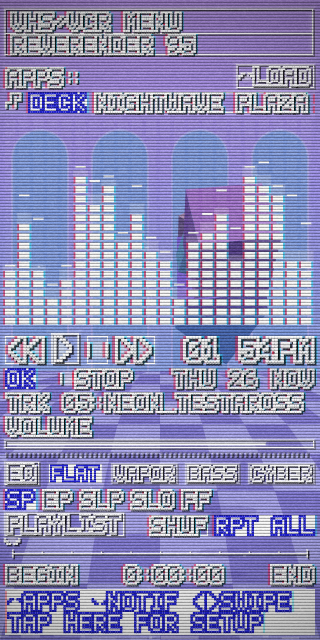 VHS/VCR MENU
REWERENDER 95
APPS::
LOAD
DECK NIGHTWAVE PLAZA
01 54:PM
OK STOP THU 26 NOV
TRK 05:NEON_TESTAROSS
VOLUME
EQ FLAT VAPOR BASS CYBER
SP EP SLP SLO FF
PLAYLIST SHUF RPT ALL
BEGIN 0:00:00 END
APPS NOTIF SWIPE
TAP HERE FOR SETUP